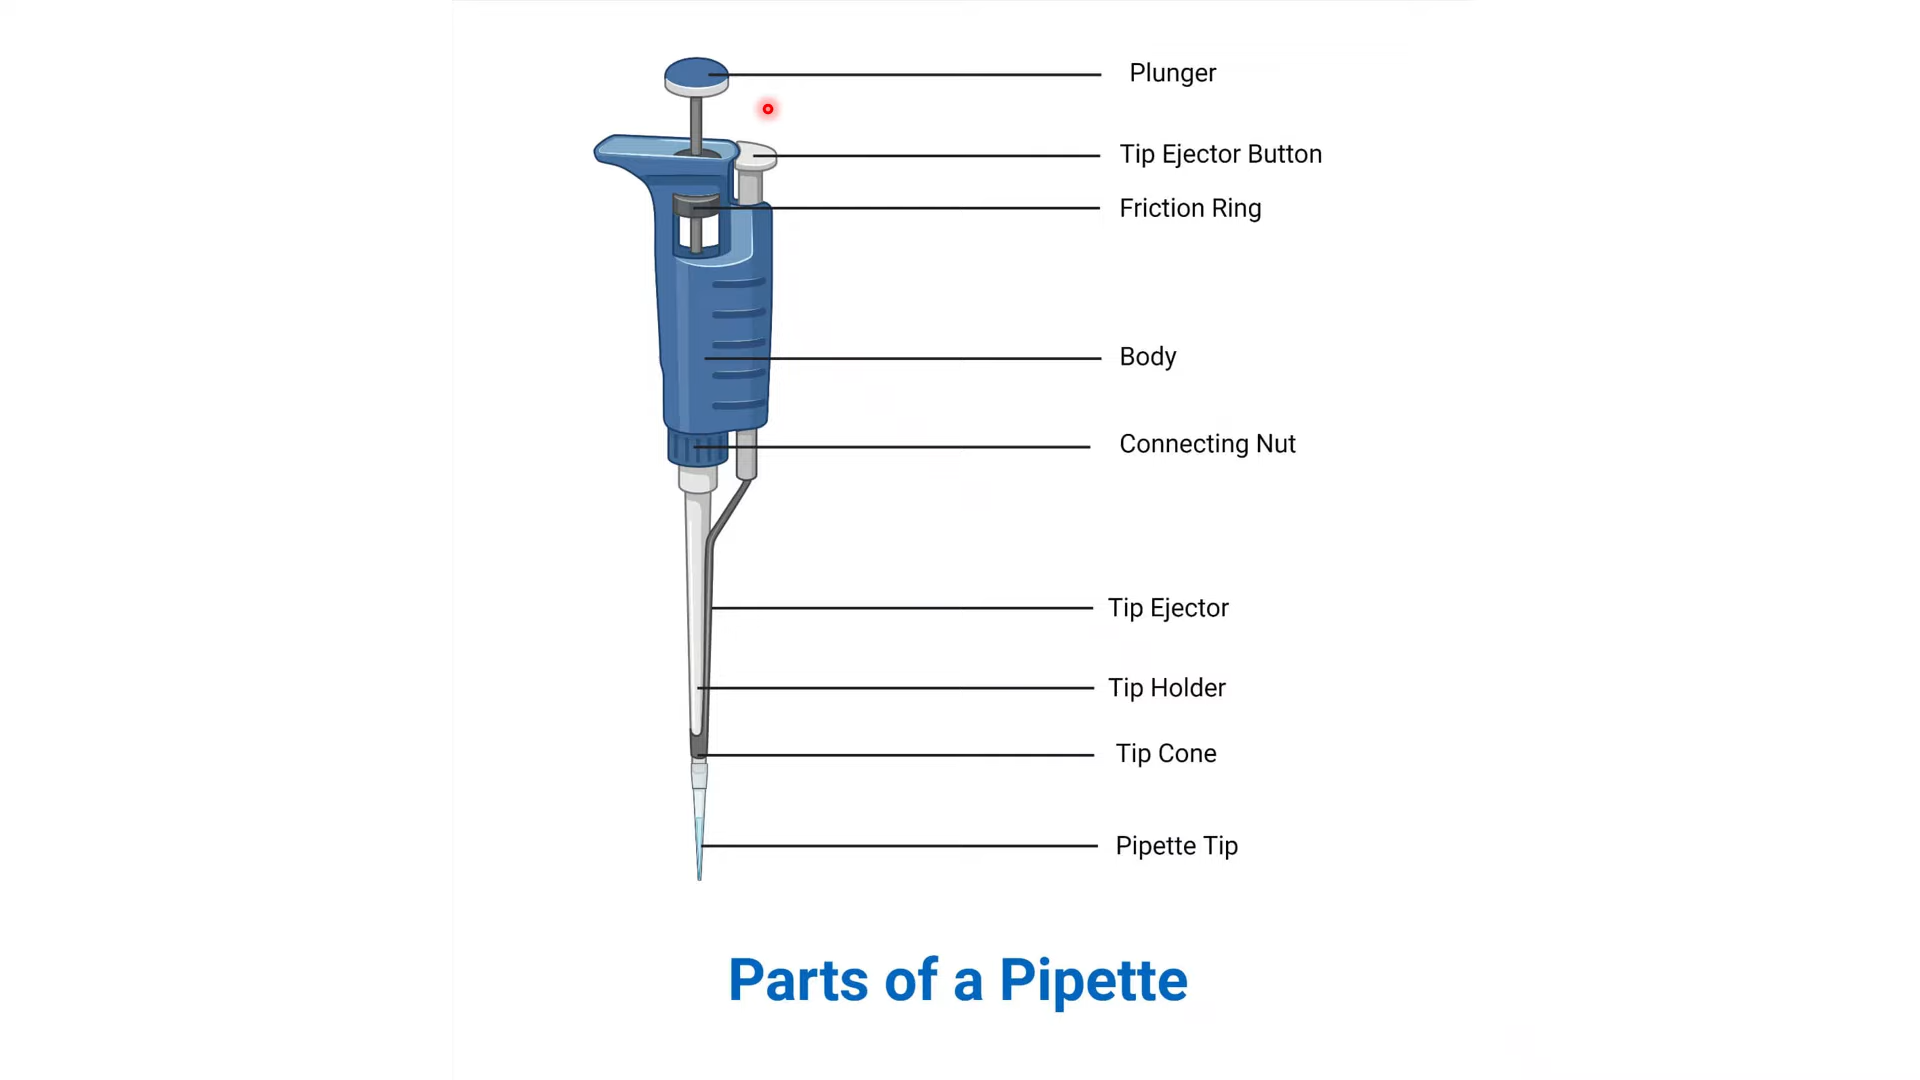 Plunger
Tip Ejector Button
Friction Ring
Body
Connecting Nut
Tip Ejector
Tip Holder
Tip Cone
Pipette Tip
Parts of a Pipette